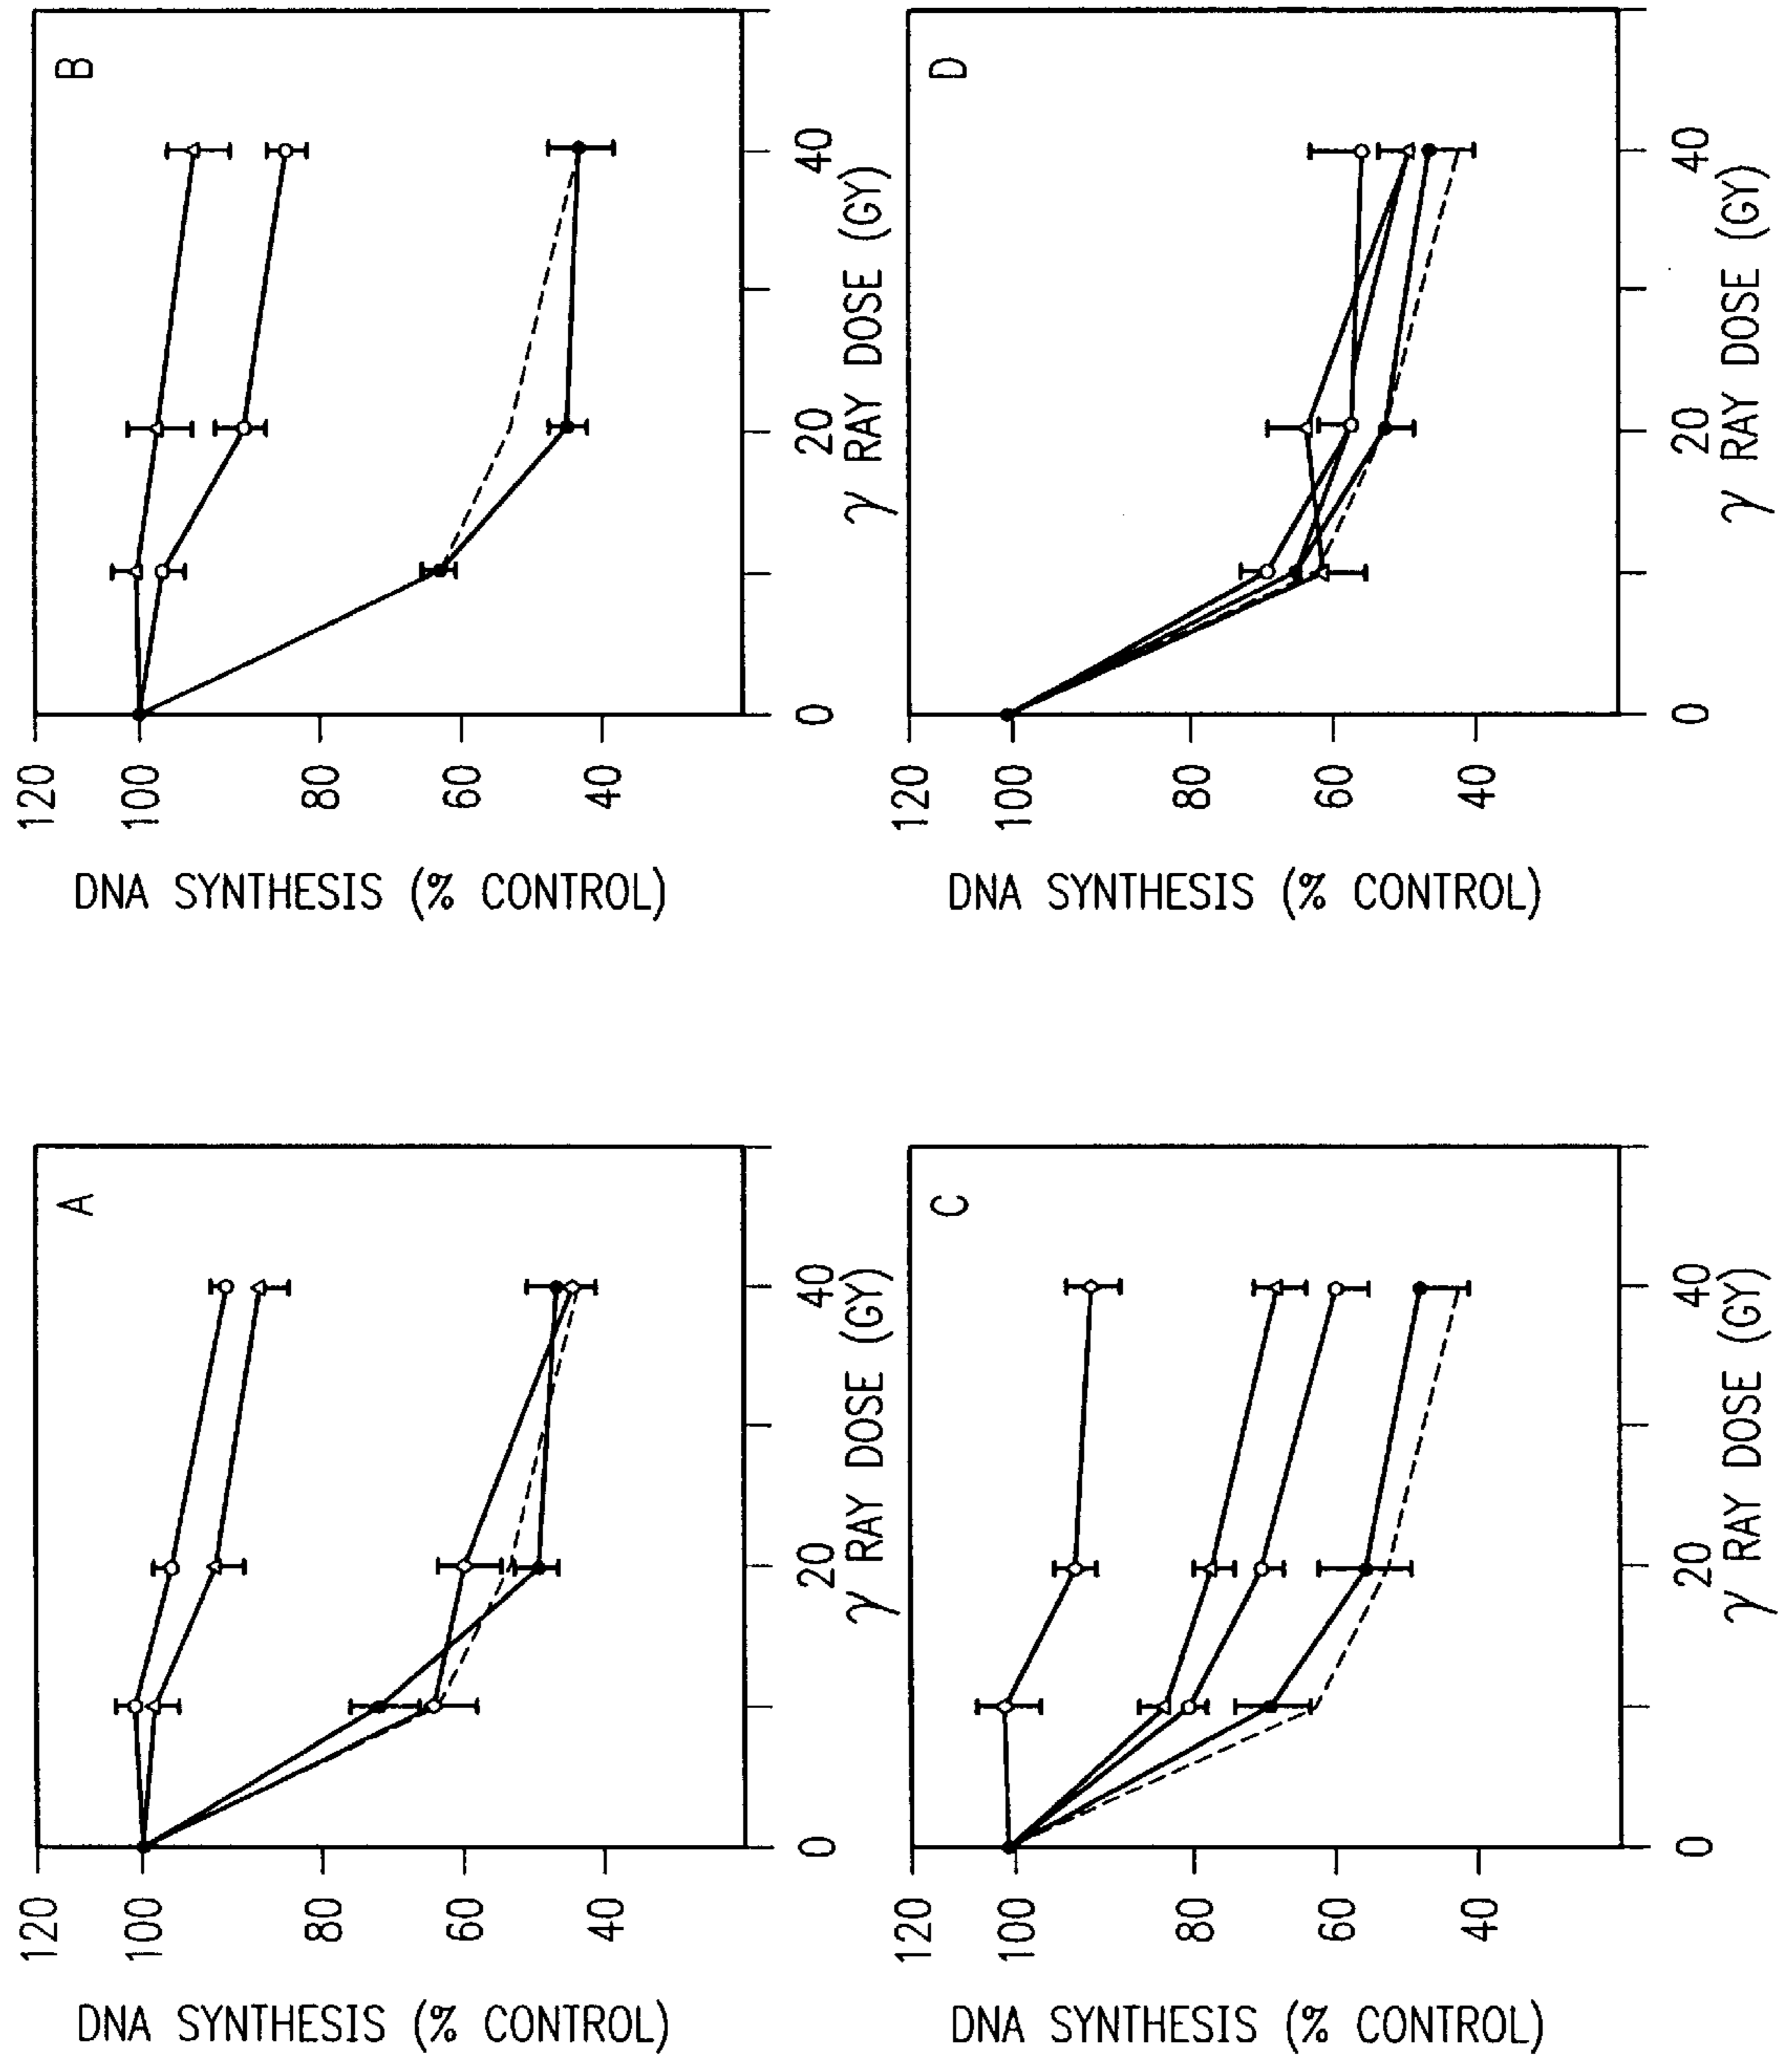 A
120
100
80
60
40
DNA SYNTHESIS (% CONTROL)
0
20
40
γ RAY DOSE (GY)
B
120
100
80
60
40
DNA SYNTHESIS (% CONTROL)
0
20
40
γ RAY DOSE (GY)
C
120
100
80
60
40
DNA SYNTHESIS (% CONTROL)
0
20
40
γ RAY DOSE (GY)
D
120
100
80
60
40
DNA SYNTHESIS (% CONTROL)
0
20
40
γ RAY DOSE (GY)